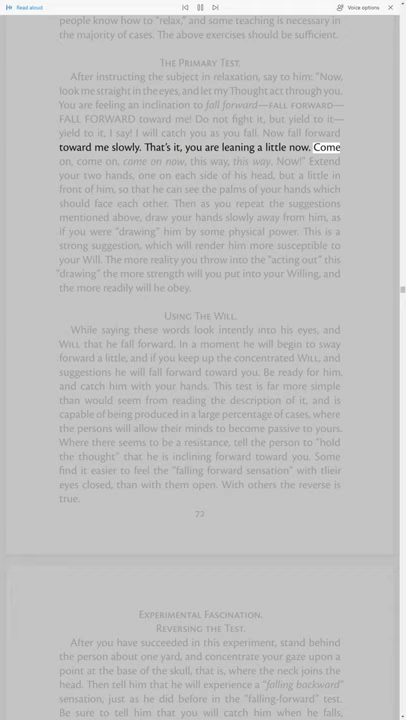 Read aloud
Voice options
people know how to "relax," and some teaching is necessary in
the majority of cases. The above exercises should be sufficient.
The Primary Test.
After instructing the subject in relaxation, say to him: "Now,
look me straight in the eyes, and let my Thought act through you.
You are feeling an inclination to fall forward—FALL FORWARD—
FALL FORWARD toward me! Do not fight it, but yield to it—
yield to it, I say! I will catch you as you fall. Now fall forward
toward me slowly. That's it, you are leaning a little now. Come
on, come on, come on now, this way, this way. Now!" Extend
your two hands, one on each side of his head, but a little in
front of him, so that he can see the palms of your hands which
should face each other. Then as you repeat the suggestions
mentioned above, draw your hands slowly away from him, as
if you were "drawing" him by some physical power. This is a
strong suggestion, which will render him more susceptible to
your Will. The more reality you throw into the "acting out" this
"drawing" the more strength will you put into your Willing, and
the more readily will he obey.
Using The Will.
While saying these words look intently into his eyes, and
Will that he fall forward. In a moment he will begin to sway
forward a little, and if you keep up the concentrated Will, and
suggestions he will fall forward toward you. Be ready for him,
and catch him with your hands. This test is far more simple
than would seem from reading the description of it, and is
capable of being produced in a large percentage of cases, where
the persons will allow their minds to become passive to yours.
Where there seems to be a resistance, tell the person to "hold
the thought" that he is inclining forward toward you. Some
find it easier to feel the "falling forward sensation" with tlieir
eyes closed, than with them open. With others the reverse is
true.
72
Experimental Fascination.
Reversing the Test.
After you have succeeded in this experiment, stand behind
the person about one yard, and concentrate your gaze upon a
point at the base of the skull, that is, where the neck joins the
head. Then tell him that he will experience a "falling backward"
sensation, just as he did before in the "falling-forward" test.
Be sure to tell him that you will catch him when he falls,